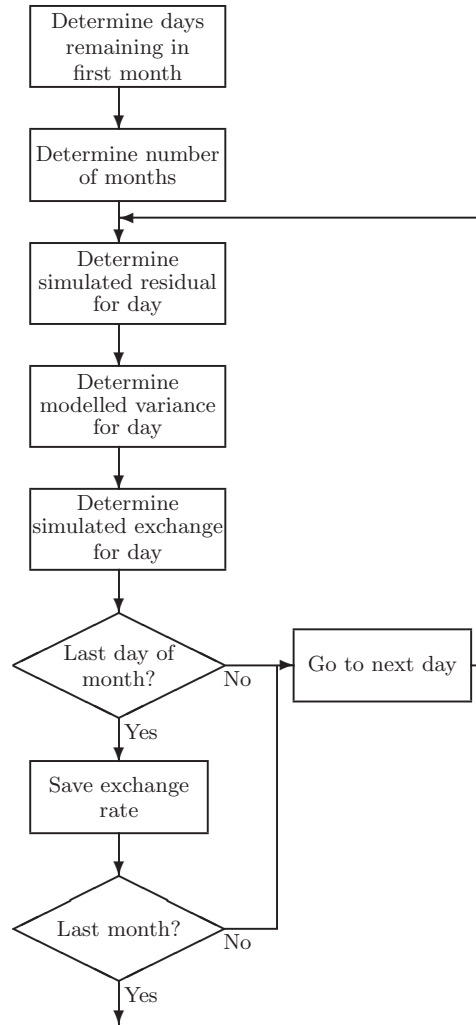 Determine days
remaining in
first month
Determine number
of months
Determine
simulated residual
for day
Determine
modelled variance
for day
Determine
simulated exchange
for day
Last day of
month?
No
Go to next day
Yes
Save exchange
rate
Last month?
No
Yes